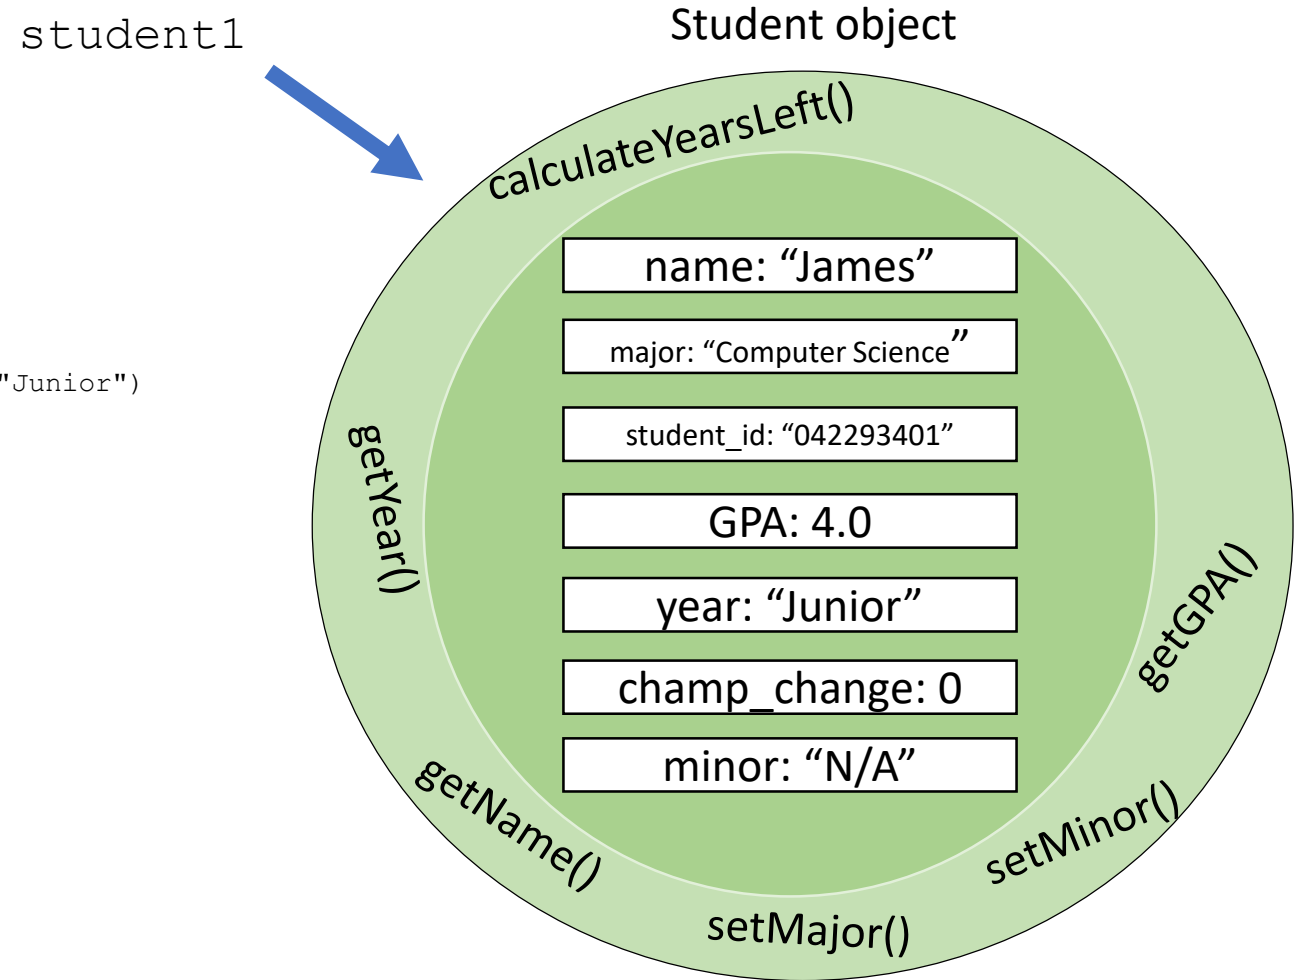 student1
Student object
calculateYearsLeft()
name: “James”
major: “Computer Science”
"Junior")
student_id: “042293401”
getYear()
GPA: 4.0
year: “Junior”
getGPA()
champ_change: 0
minor: “N/A”
getName()
setMinor()
setMajor()